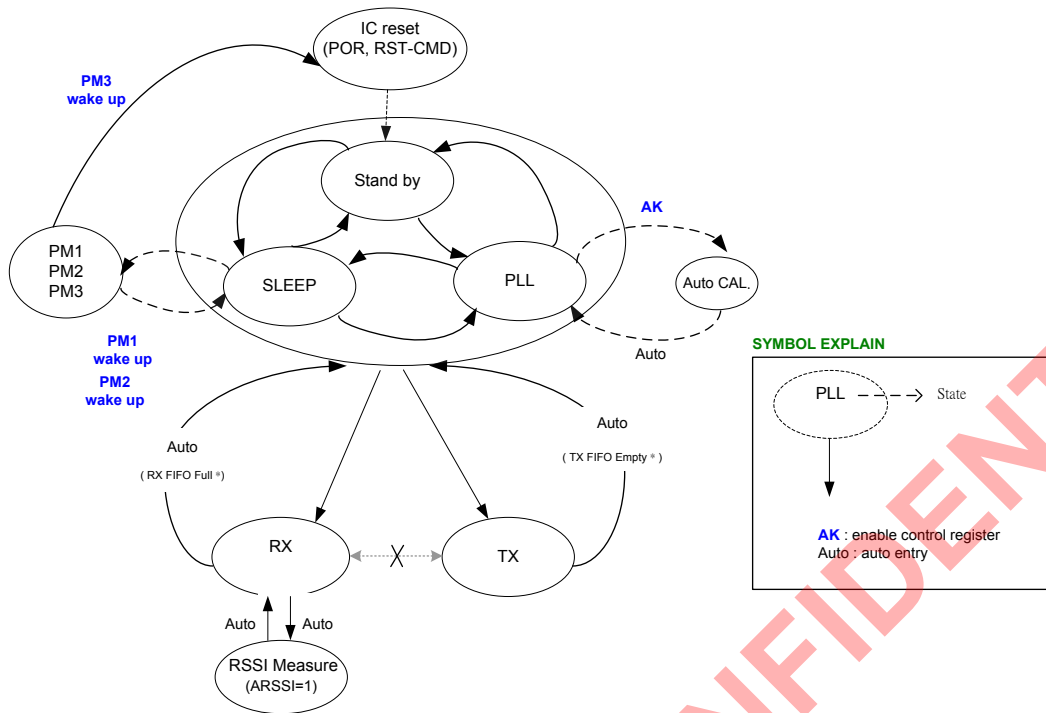 IC reset
(POR, RST-CMD)
PM3
wake up
Stand by
AK
PM1
PM2
PM3
SLEEP
PLL
Auto CAL.
Auto
PM1
wake up
PM2
wake up
SYMBOL EXPLAIN
PLL
State
Auto
( RX FIFO Full * )
Auto
( TX FIFO Empty * )
RX
X
TX
AK : enable control register
Auto : auto entry
Auto
Auto
RSSI Measure
(ARSSI=1)
CONFIDENT